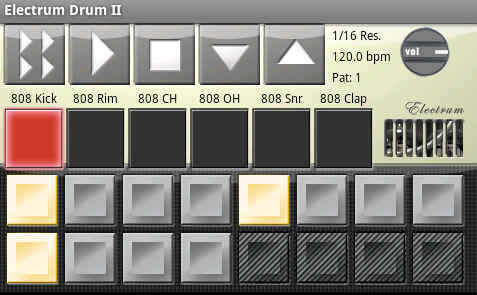 Electrum Drum II
1/16 Res.
120.0 bpm
Pat: 1
vol
808 Kick 808 Rim 808 CH 808 OH 808 Snr 808 Clap
Electrum